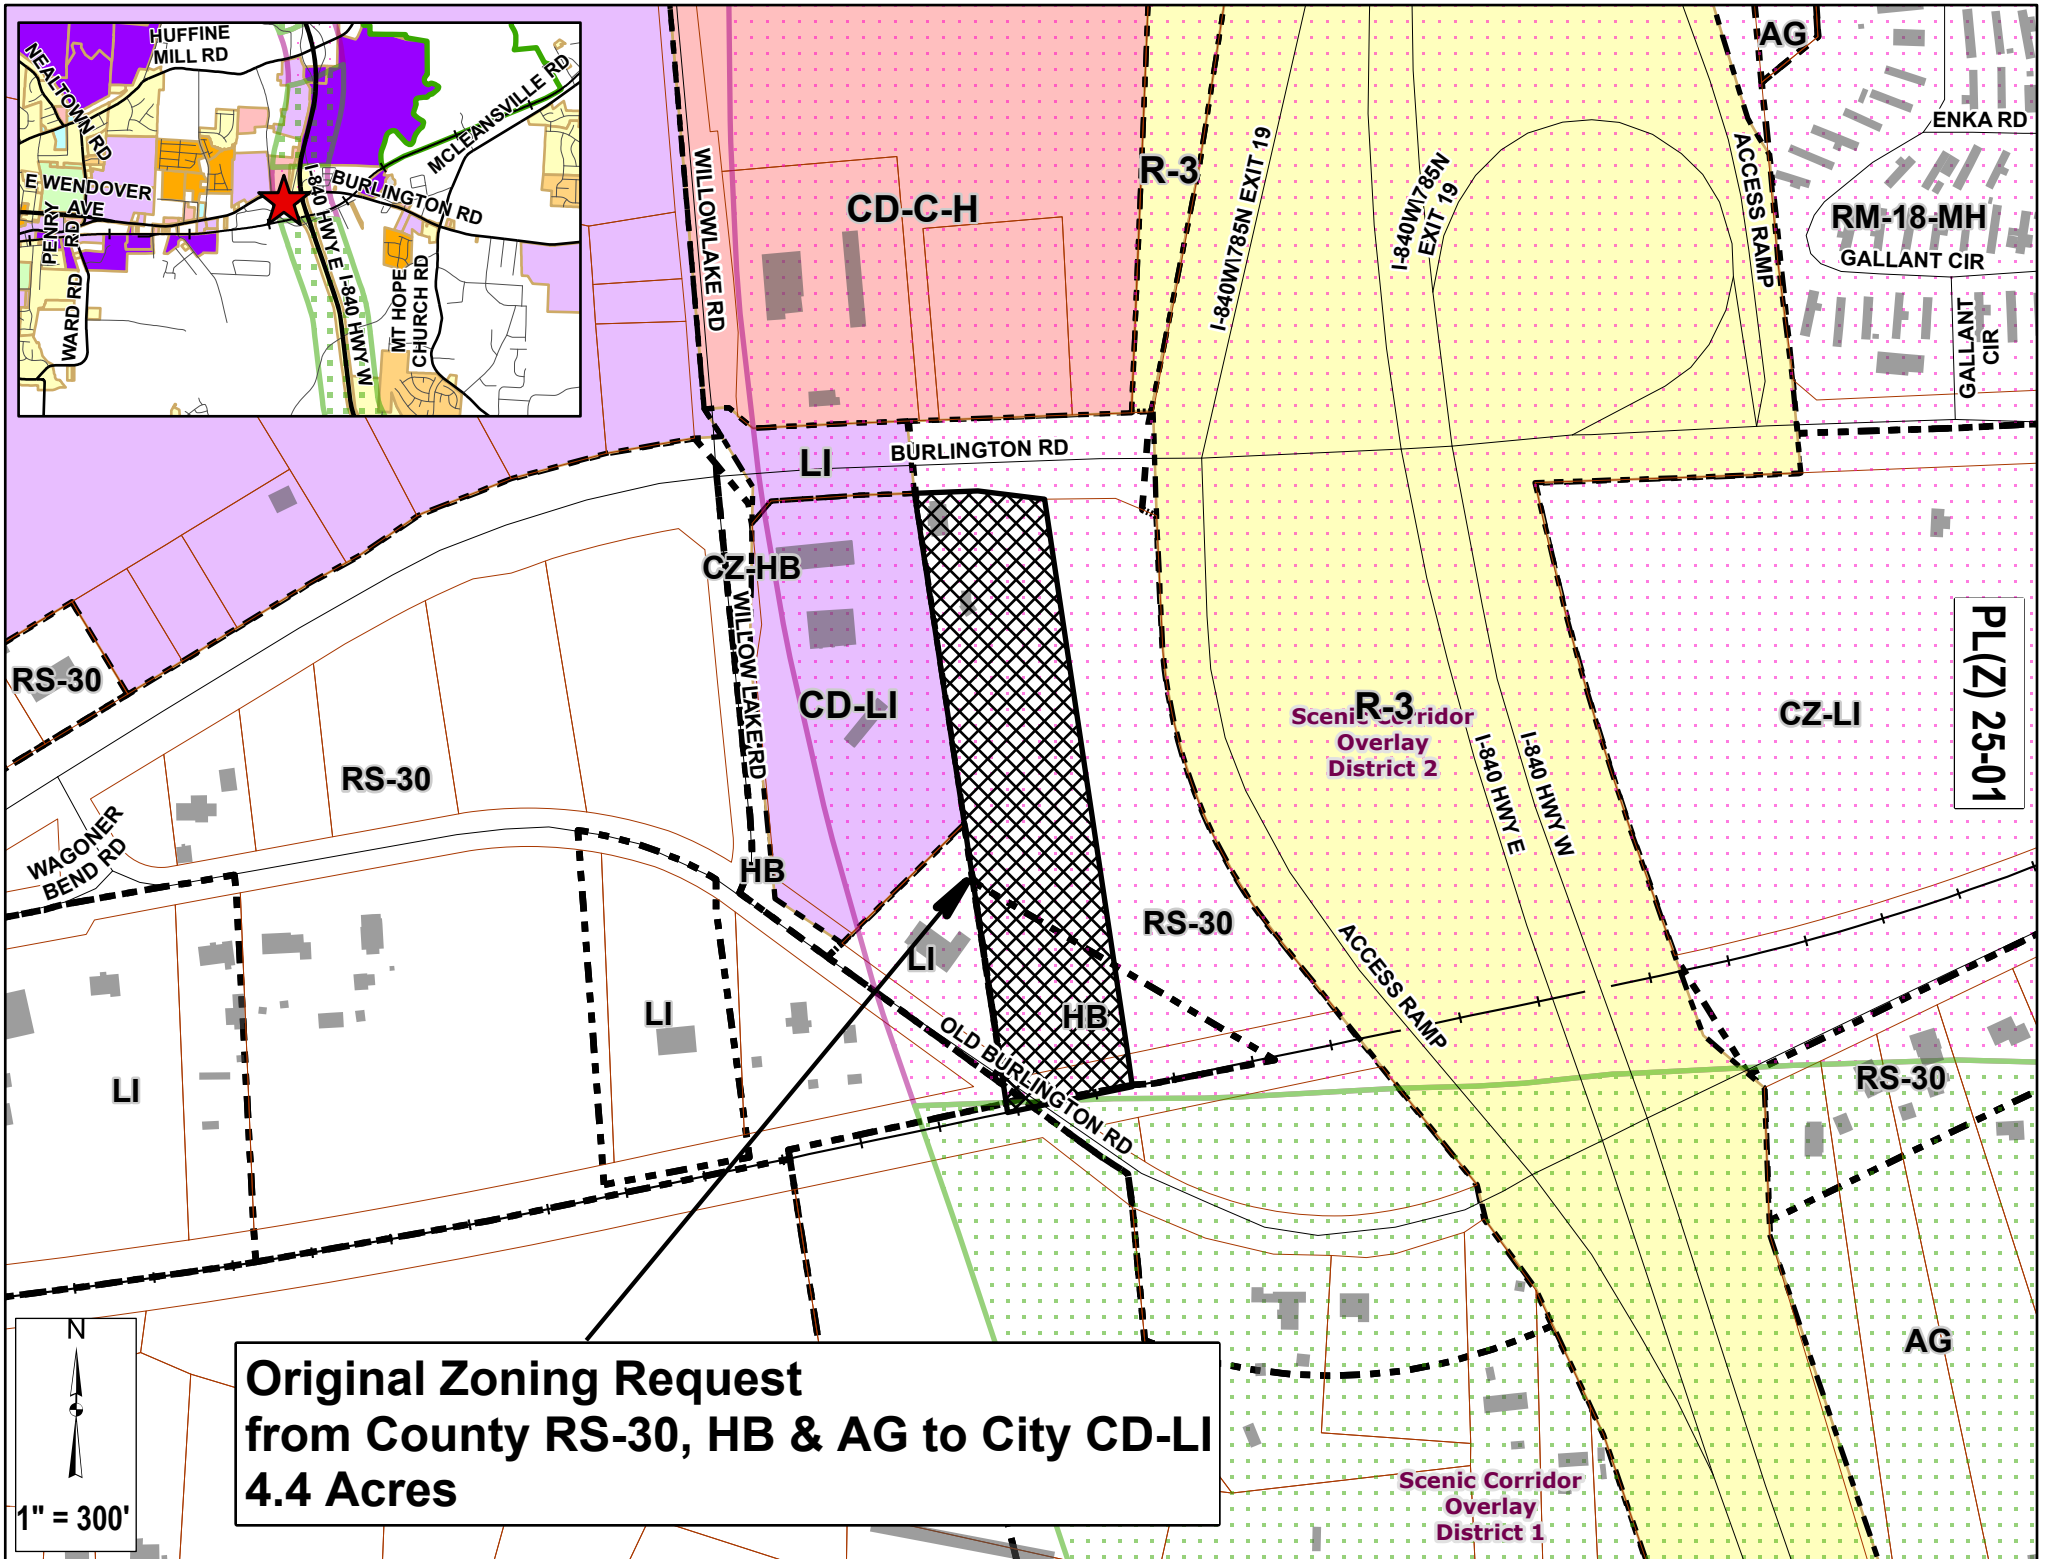 HUFFINE
MILL RD
NEALTOWN RD
MCLEANSVILLE RD
E WENDOVER
AVE
PENRY
RD
WARD RD
I-840 HWY E
I-840 HWY W
BURLINGTON RD
MT HOPE
CHURCH RD
WILLOWLAKE RD
CD-C-H
R-3
I-840W\785N EXIT 19
I-840W\785N
EXIT 19
ACCESS RAMP
AG
ENKA RD
RM-18-MH
GALLANT CIR
GALLANT
CIR
LI
BURLINGTON RD
CZ-HB
WILLOW LAKE RD
CD-LI
RS-30
RS-30
WAGONER
BEND RD
HB
LI
RS-30
HB
R-3
Scenic Corridor
Overlay
District 2
I-840 HWY E
I-840 HWY W
CZ-LI
PL(Z) 25-01
ACCESS RAMP
OLD BURLINGTON RD
LI
LI
RS-30
AG
Scenic Corridor
Overlay
District 1
N
1" = 300'
Original Zoning Request
from County RS-30, HB & AG to City CD-LI
4.4 Acres